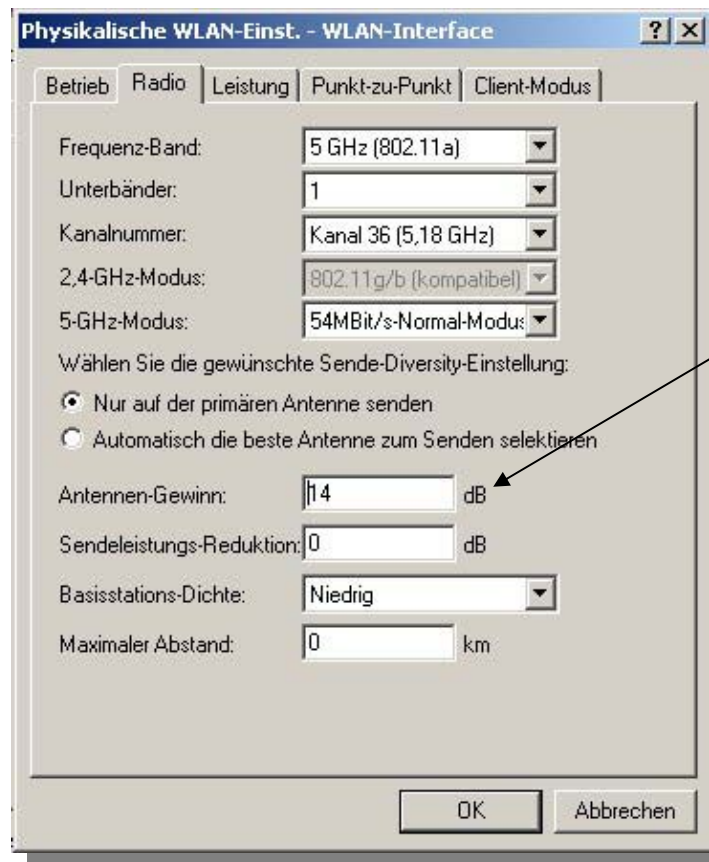 Physikalische WLAN-Einst. - WLAN-Interface
Betrieb Radio Leistung Punkt-zu-Punkt Client-Modus
Frequenz-Band: 5 GHz (802.11a)
Unterbänder: 1
Kanalnummer: Kanal 36 (5,18 GHz)
2,4-GHz-Modus: 802.11g/b (kompatibel)
5-GHz-Modus: 54MBit/s-Normal-Modus
Wählen Sie die gewünschte Sende-Diversity-Einstellung:
Nur auf der primären Antenne senden
Automatisch die beste Antenne zum Senden selektieren
Antennen-Gewinn: 14 dB
Sendeleistungs-Reduktion: 0 dB
Basisstations-Dichte: Niedrig
Maximaler Abstand: 0 km
OK Abbrechen